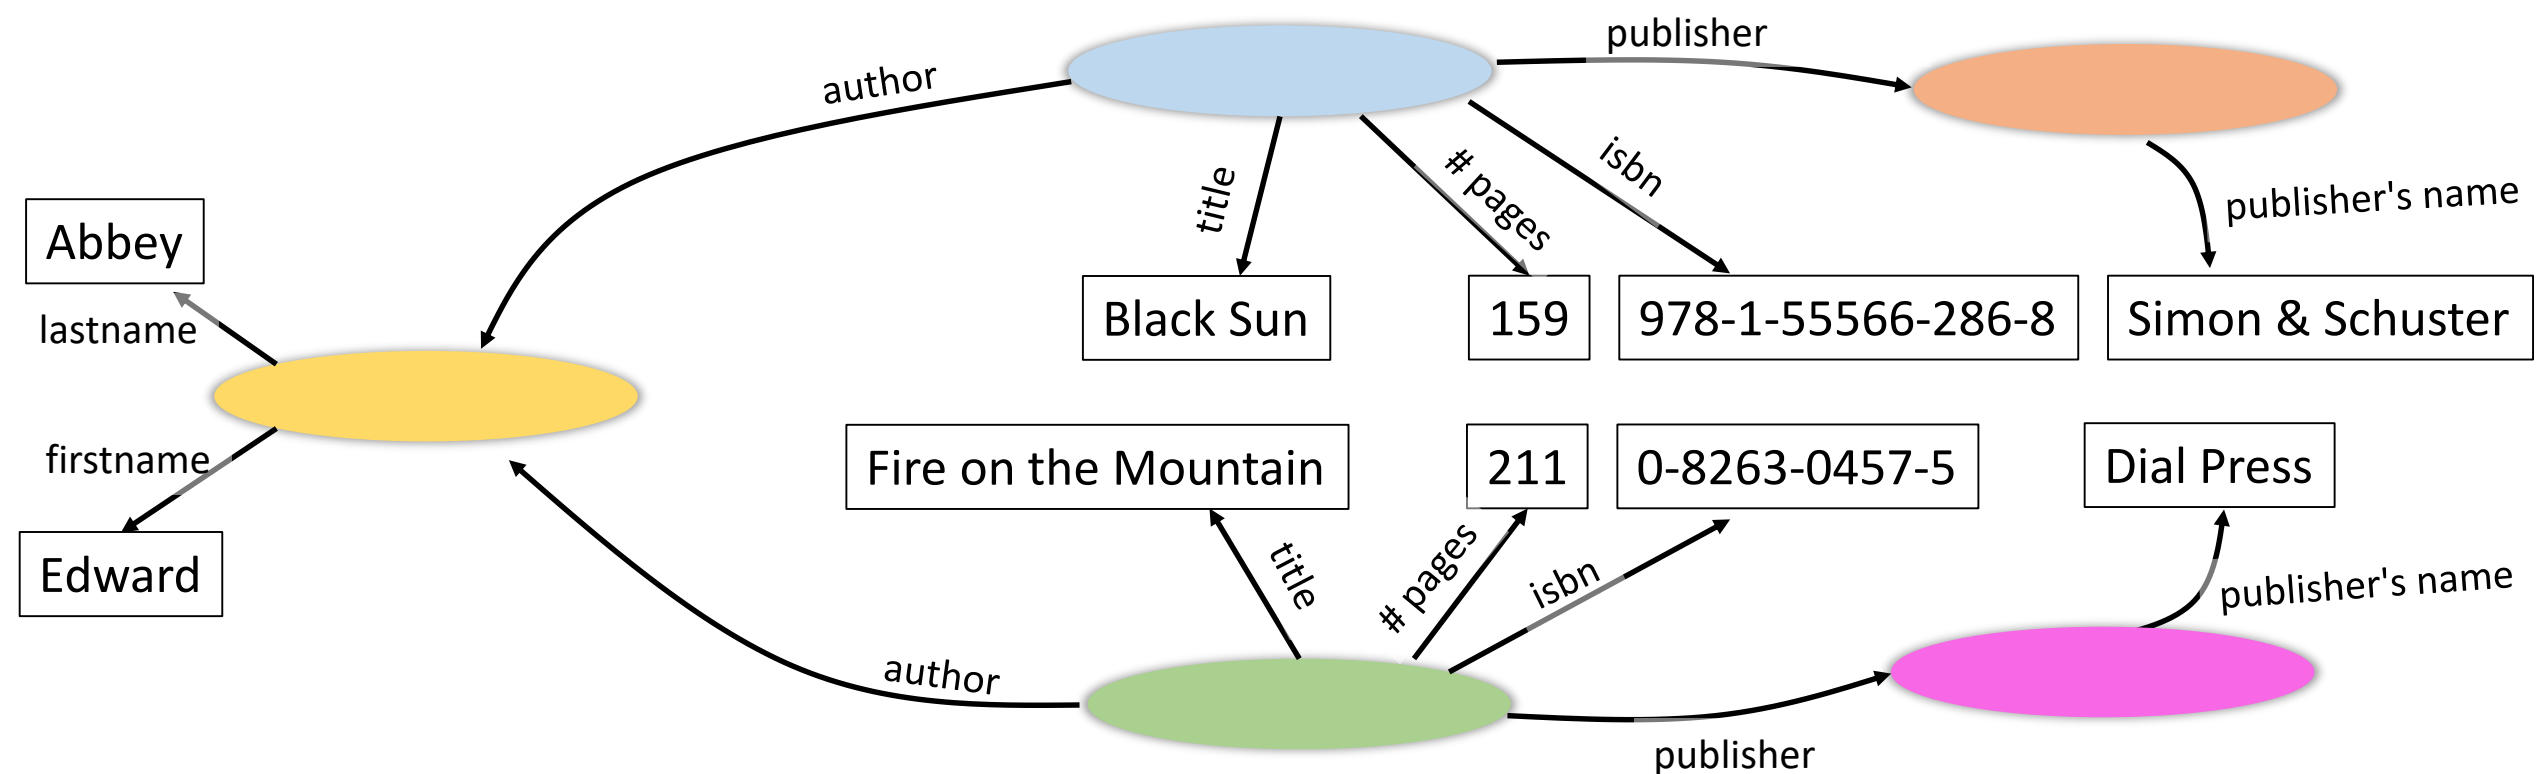 publisher
author
isbn
# pages
title
publisher's name
Abbey
lastname
Black Sun
159
978-1-55566-286-8
Simon & Schuster
firstname
Edward
Fire on the Mountain
211
0-8263-0457-5
Dial Press
title
# pages
isbn
publisher's name
author
publisher